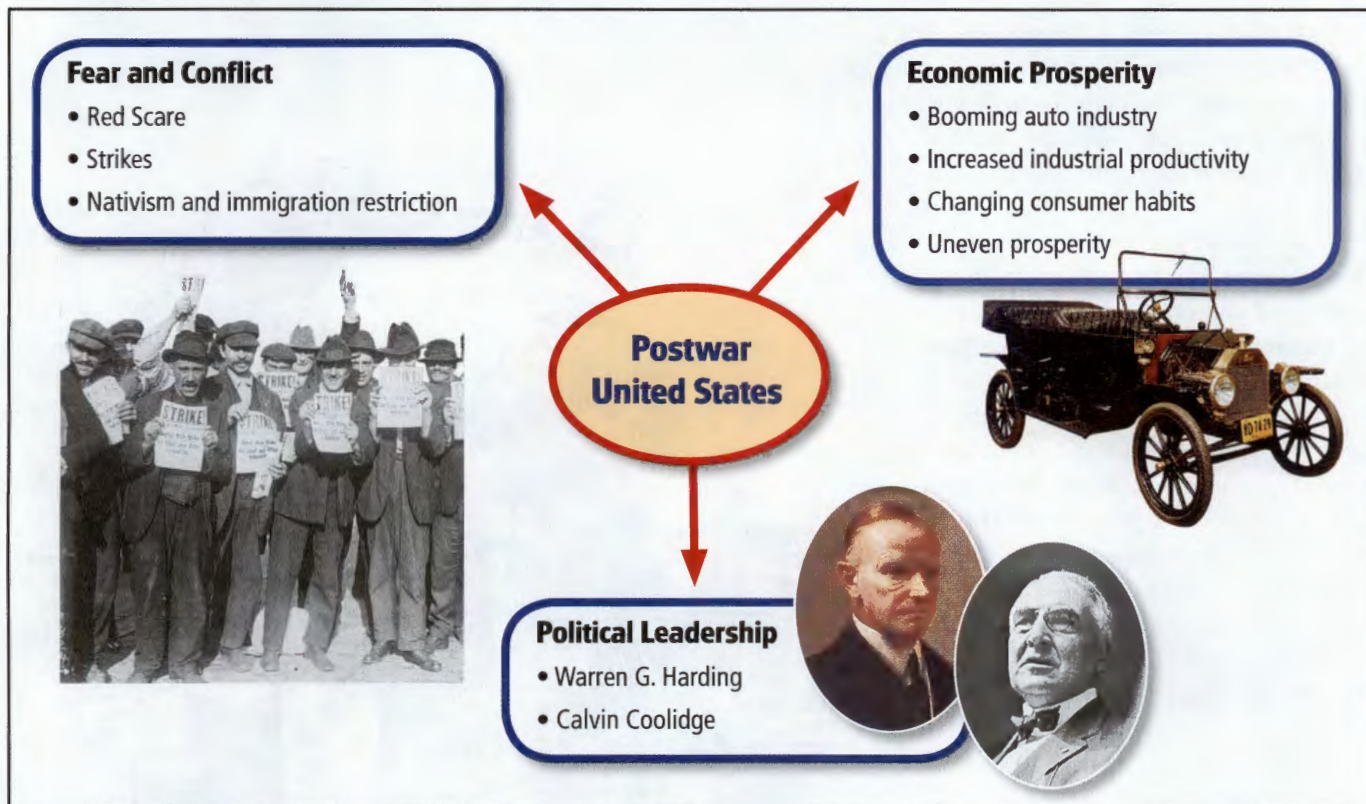 Fear and Conflict
• Red Scare
• Strikes
• Nativism and immigration restriction
Economic Prosperity
• Booming auto industry
• Increased industrial productivity
• Changing consumer habits
• Uneven prosperity
Postwar
United States
STRIKE!
STRIKE
STRIKE!
STRIKE
Political Leadership
• Warren G. Harding
• Calvin Coolidge